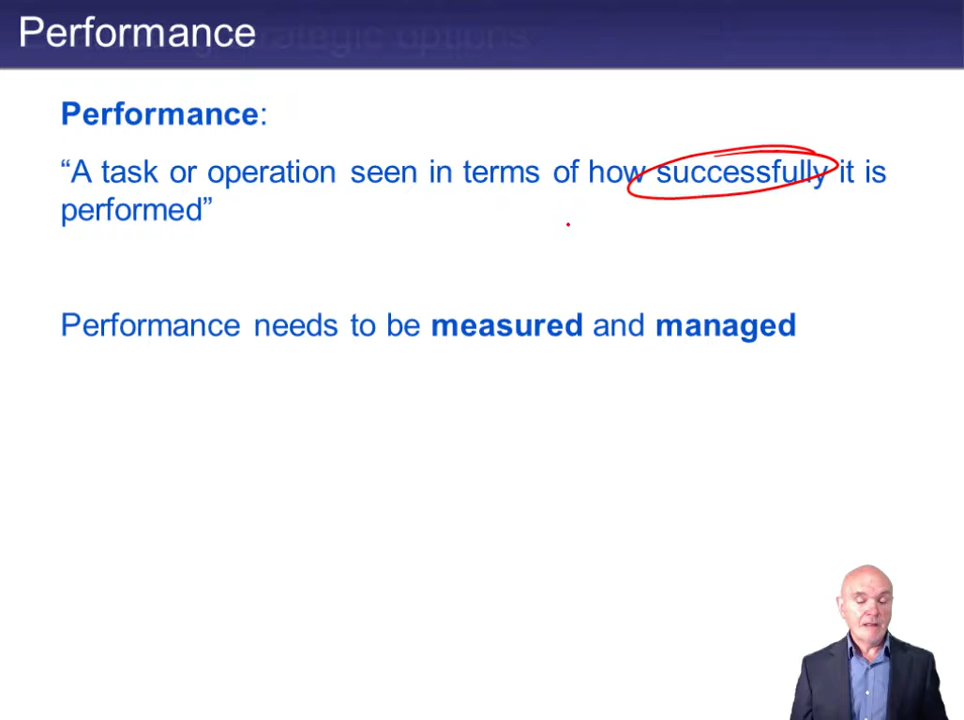 Performance
Performance:
“A task or operation seen in terms of how successfully it is
performed”
Performance needs to be measured and managed